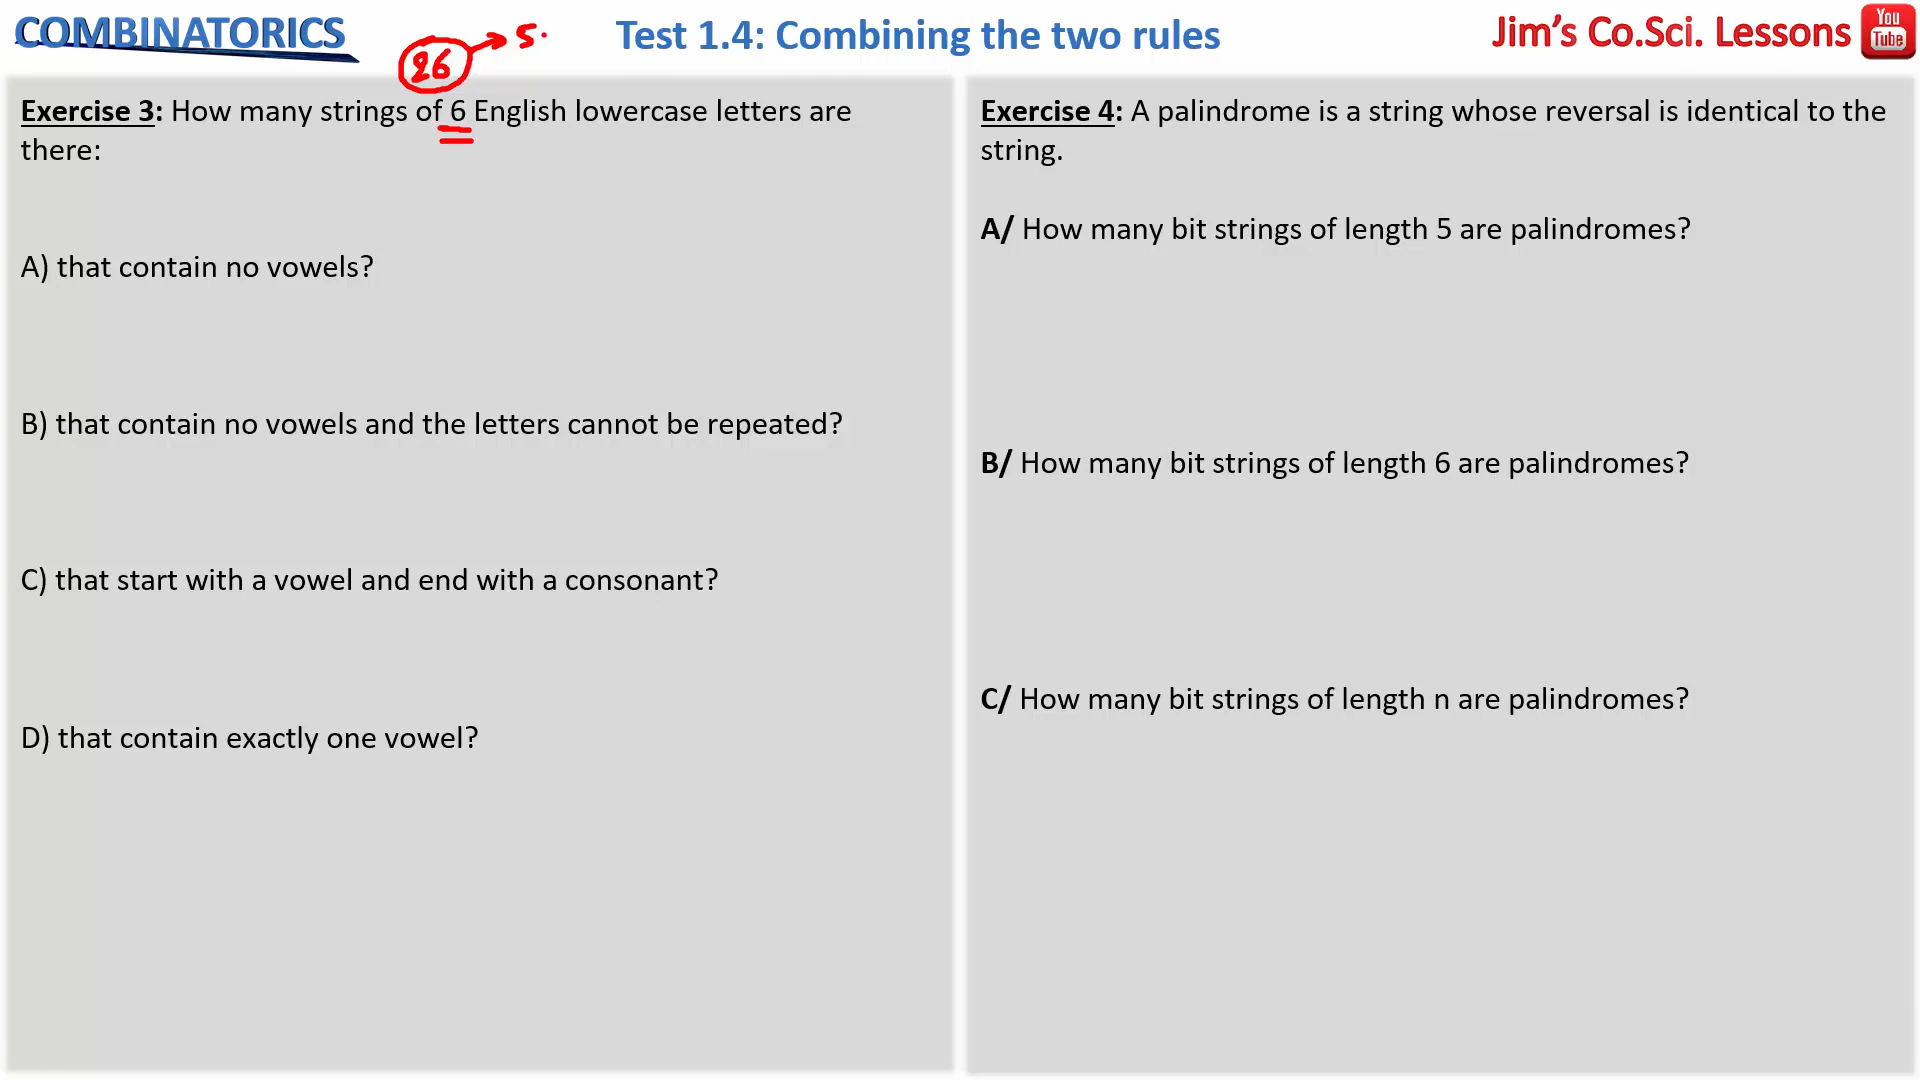 COMBINATORICS
Test 1.4: Combining the two rules
Jim's Co.Sci. Lessons
You
Tube
26 → 5
Exercise 3: How many strings of 6 English lowercase letters are
there:
A) that contain no vowels?
B) that contain no vowels and the letters cannot be repeated?
C) that start with a vowel and end with a consonant?
D) that contain exactly one vowel?
Exercise 4: A palindrome is a string whose reversal is identical to the
string.
A/ How many bit strings of length 5 are palindromes?
B/ How many bit strings of length 6 are palindromes?
C/ How many bit strings of length n are palindromes?